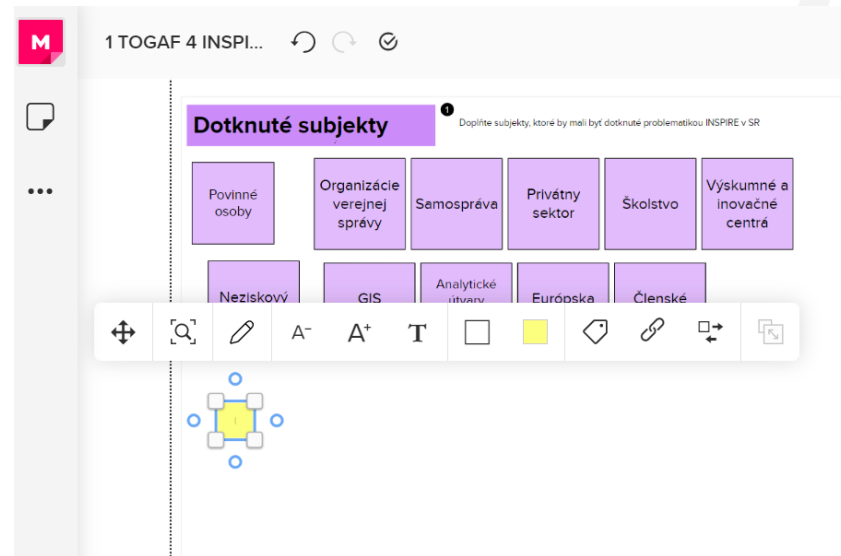 M
1 TOGAF 4 INSPI...
Dotknuté subjekty
1
Doplňte subjekty, ktoré by mali byť dotknuté problematikou INSPIRE v SR
Povinné
osoby
Organizácie
verejnej
správy
Samospráva
Privátny
sektor
Školstvo
Výskumné a
inovačné
centrá
Neziskový
GIS
Analytické
útvary
Európska
Členské
A-
A+
T